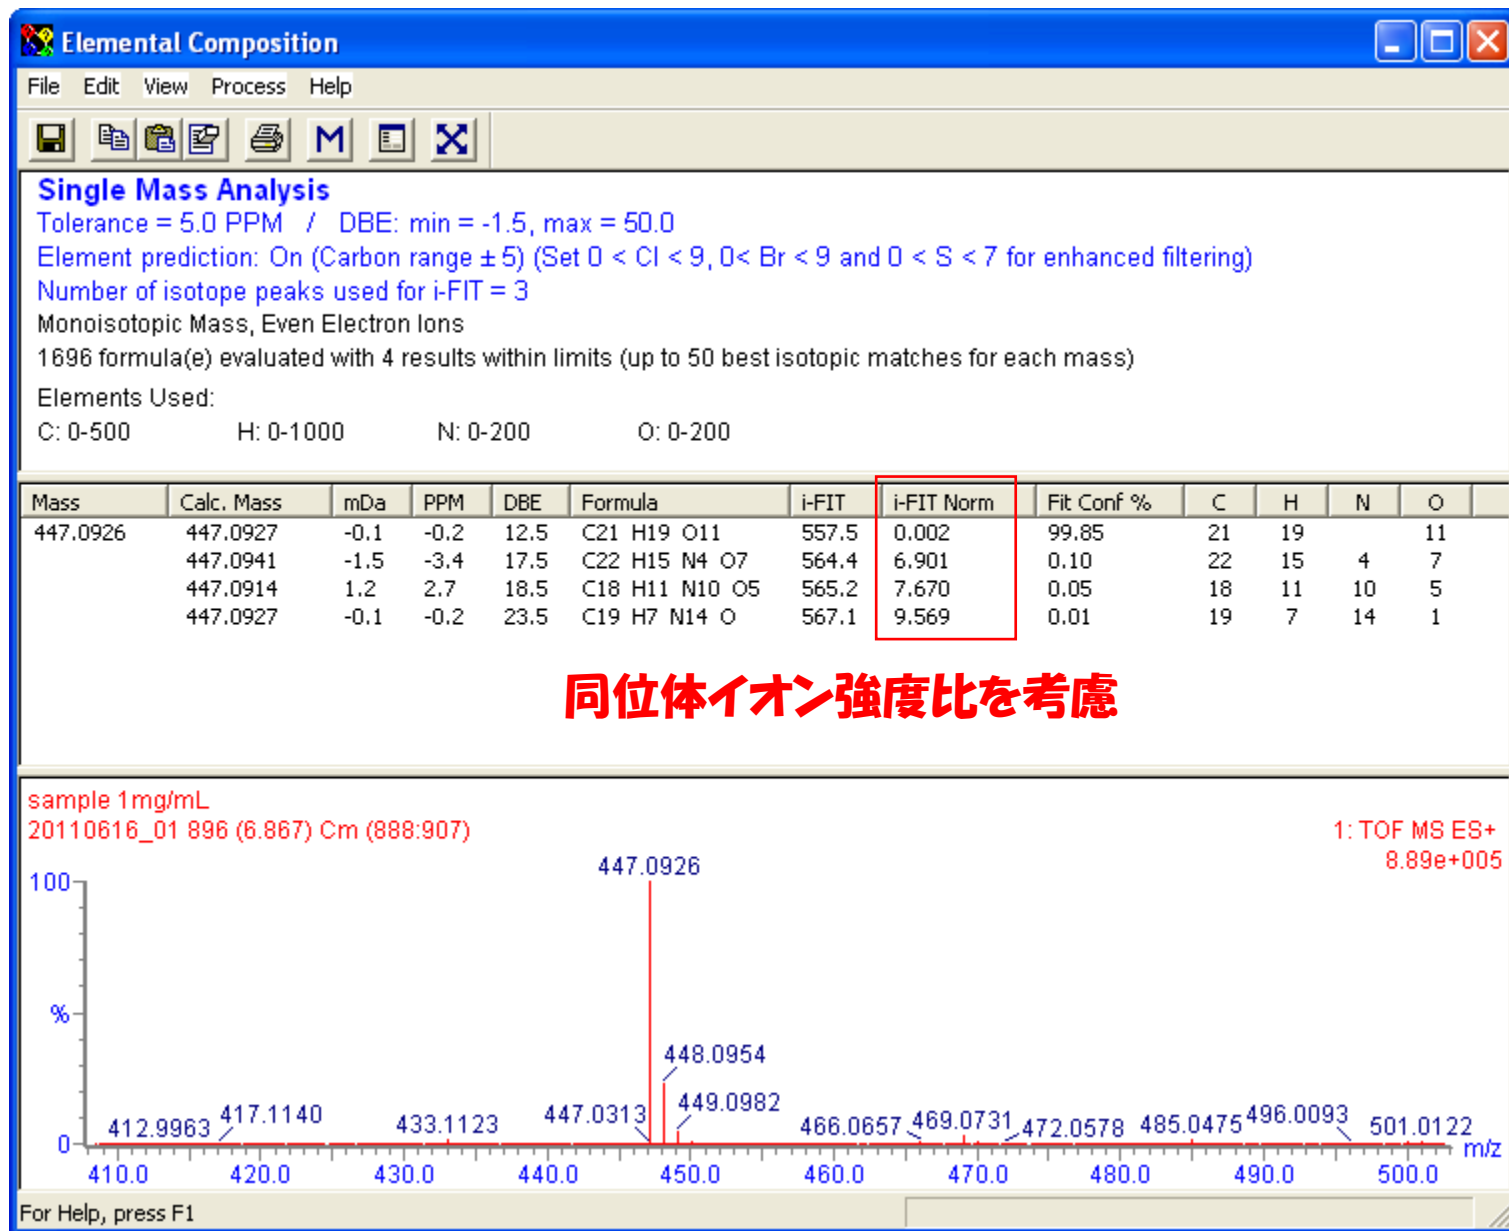 Elemental Composition
File Edit View Process Help
M
Single Mass Analysis
Tolerance = 5.0 PPM / DBE: min = -1.5, max = 50.0
Element prediction: On (Carbon range ± 5) (Set 0 < Cl < 9, 0< Br < 9 and 0 < S < 7 for enhanced filtering)
Number of isotope peaks used for i-FIT = 3
Monoisotopic Mass, Even Electron Ions
1696 formula(e) evaluated with 4 results within limits (up to 50 best isotopic matches for each mass)
Elements Used:
C: 0-500 H: 0-1000 N: 0-200 O: 0-200
Mass Calc. Mass mDa PPM DBE Formula i-FIT i-FIT Norm Fit Conf % C H N O
447.0926 447.0927 -0.1 -0.2 12.5 C21 H19 O11 557.5 0.002 99.85 21 19 11
447.0941 -1.5 -3.4 17.5 C22 H15 N4 O7 564.4 6.901 0.10 22 15 4 7
447.0914 1.2 2.7 18.5 C18 H11 N10 O5 565.2 7.670 0.05 18 11 10 5
447.0927 -0.1 -0.2 23.5 C19 H7 N14 O 567.1 9.569 0.01 19 7 14 1
同位体イオン強度比を考慮
sample 1mg/mL
20110616_01 896 (6.867) Cm (888:907)
1: TOF MS ES+
8.89e+005
100
%
0
447.0926
448.0954
449.0982
412.9963 417.1140 433.1123 447.0313 466.0657 469.0731 472.0578 485.0475 496.0093 501.0122
m/z
410.0 420.0 430.0 440.0 450.0 460.0 470.0 480.0 490.0 500.0
For Help, press F1